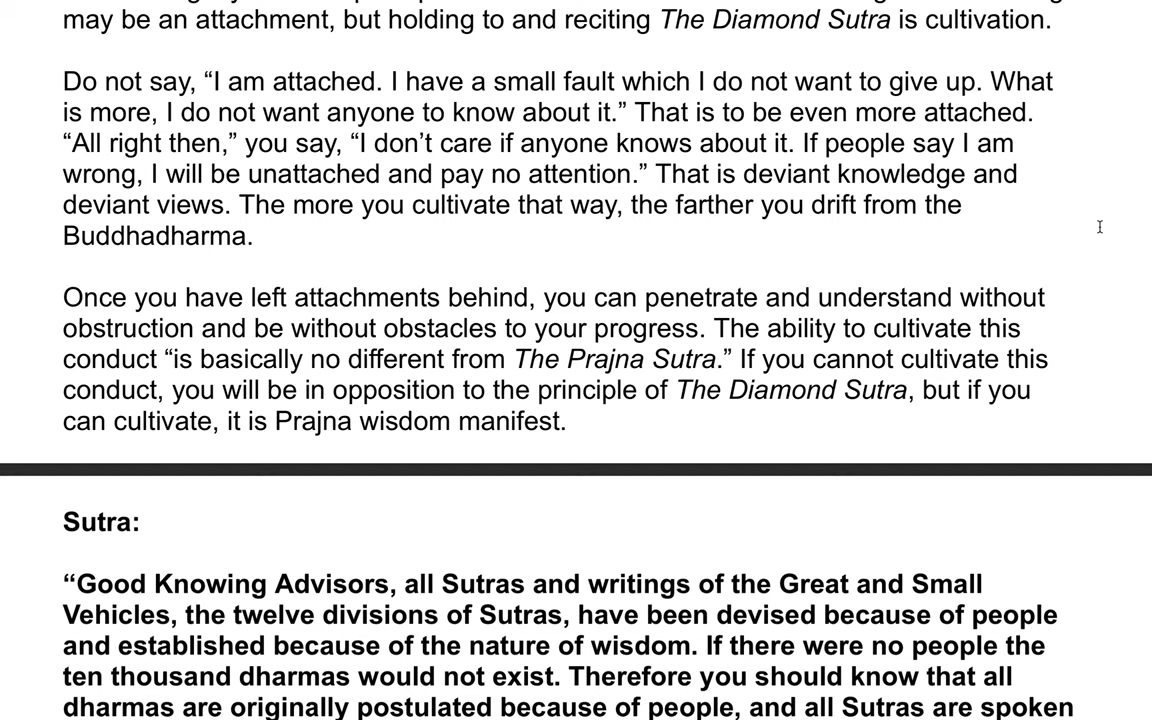 may be an attachment, but holding to and reciting The Diamond Sutra is cultivation.
Do not say, “I am attached. I have a small fault which I do not want to give up. What
is more, I do not want anyone to know about it.” That is to be even more attached.
“All right then,” you say, “I don’t care if anyone knows about it. If people say I am
wrong, I will be unattached and pay no attention.” That is deviant knowledge and
deviant views. The more you cultivate that way, the farther you drift from the
Buddhadharma.
Once you have left attachments behind, you can penetrate and understand without
obstruction and be without obstacles to your progress. The ability to cultivate this
conduct “is basically no different from The Prajna Sutra.” If you cannot cultivate this
conduct, you will be in opposition to the principle of The Diamond Sutra, but if you
can cultivate, it is Prajna wisdom manifest.
Sutra:
“Good Knowing Advisors, all Sutras and writings of the Great and Small
Vehicles, the twelve divisions of Sutras, have been devised because of people
and established because of the nature of wisdom. If there were no people the
ten thousand dharmas would not exist. Therefore you should know that all
dharmas are originally postulated because of people, and all Sutras are spoken